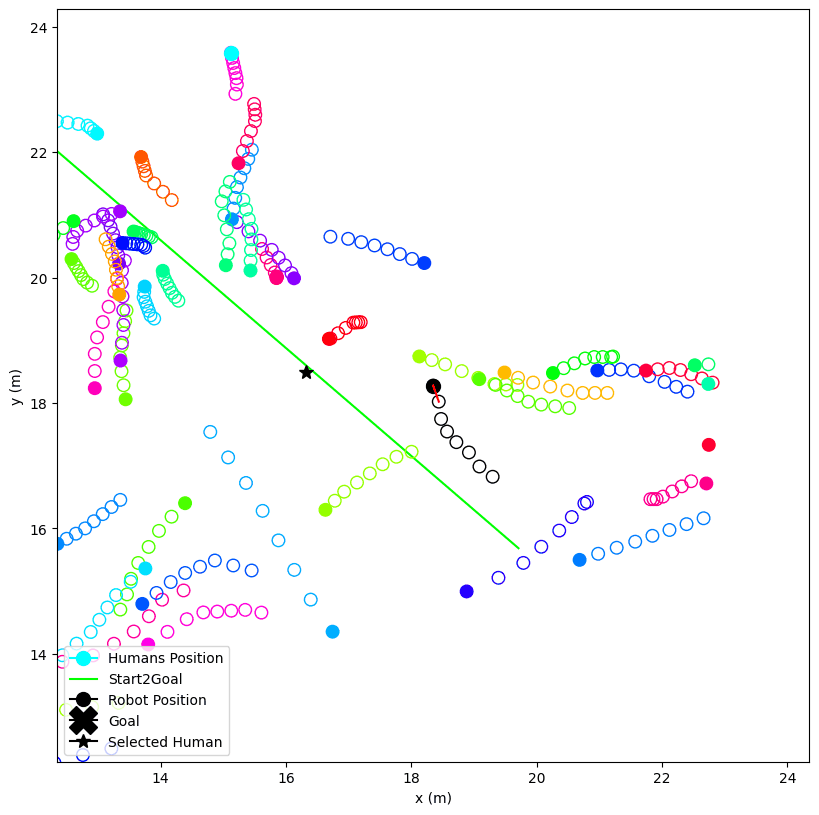 24
22
20
18
16
14
y (m)
Humans Position
Start2Goal
Robot Position
Goal
Selected Human
14
16
18
20
22
24
x (m)